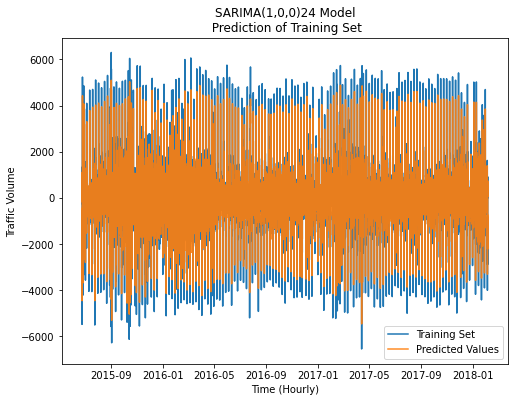 SARIMA(1,0,0)24 Model
Prediction of Training Set
Traffic Volume
6000
4000
2000
0
−2000
−4000
−6000
2015-09 2016-01 2016-05 2016-09 2017-01 2017-05 2017-09 2018-01
Time (Hourly)
Training Set
Predicted Values